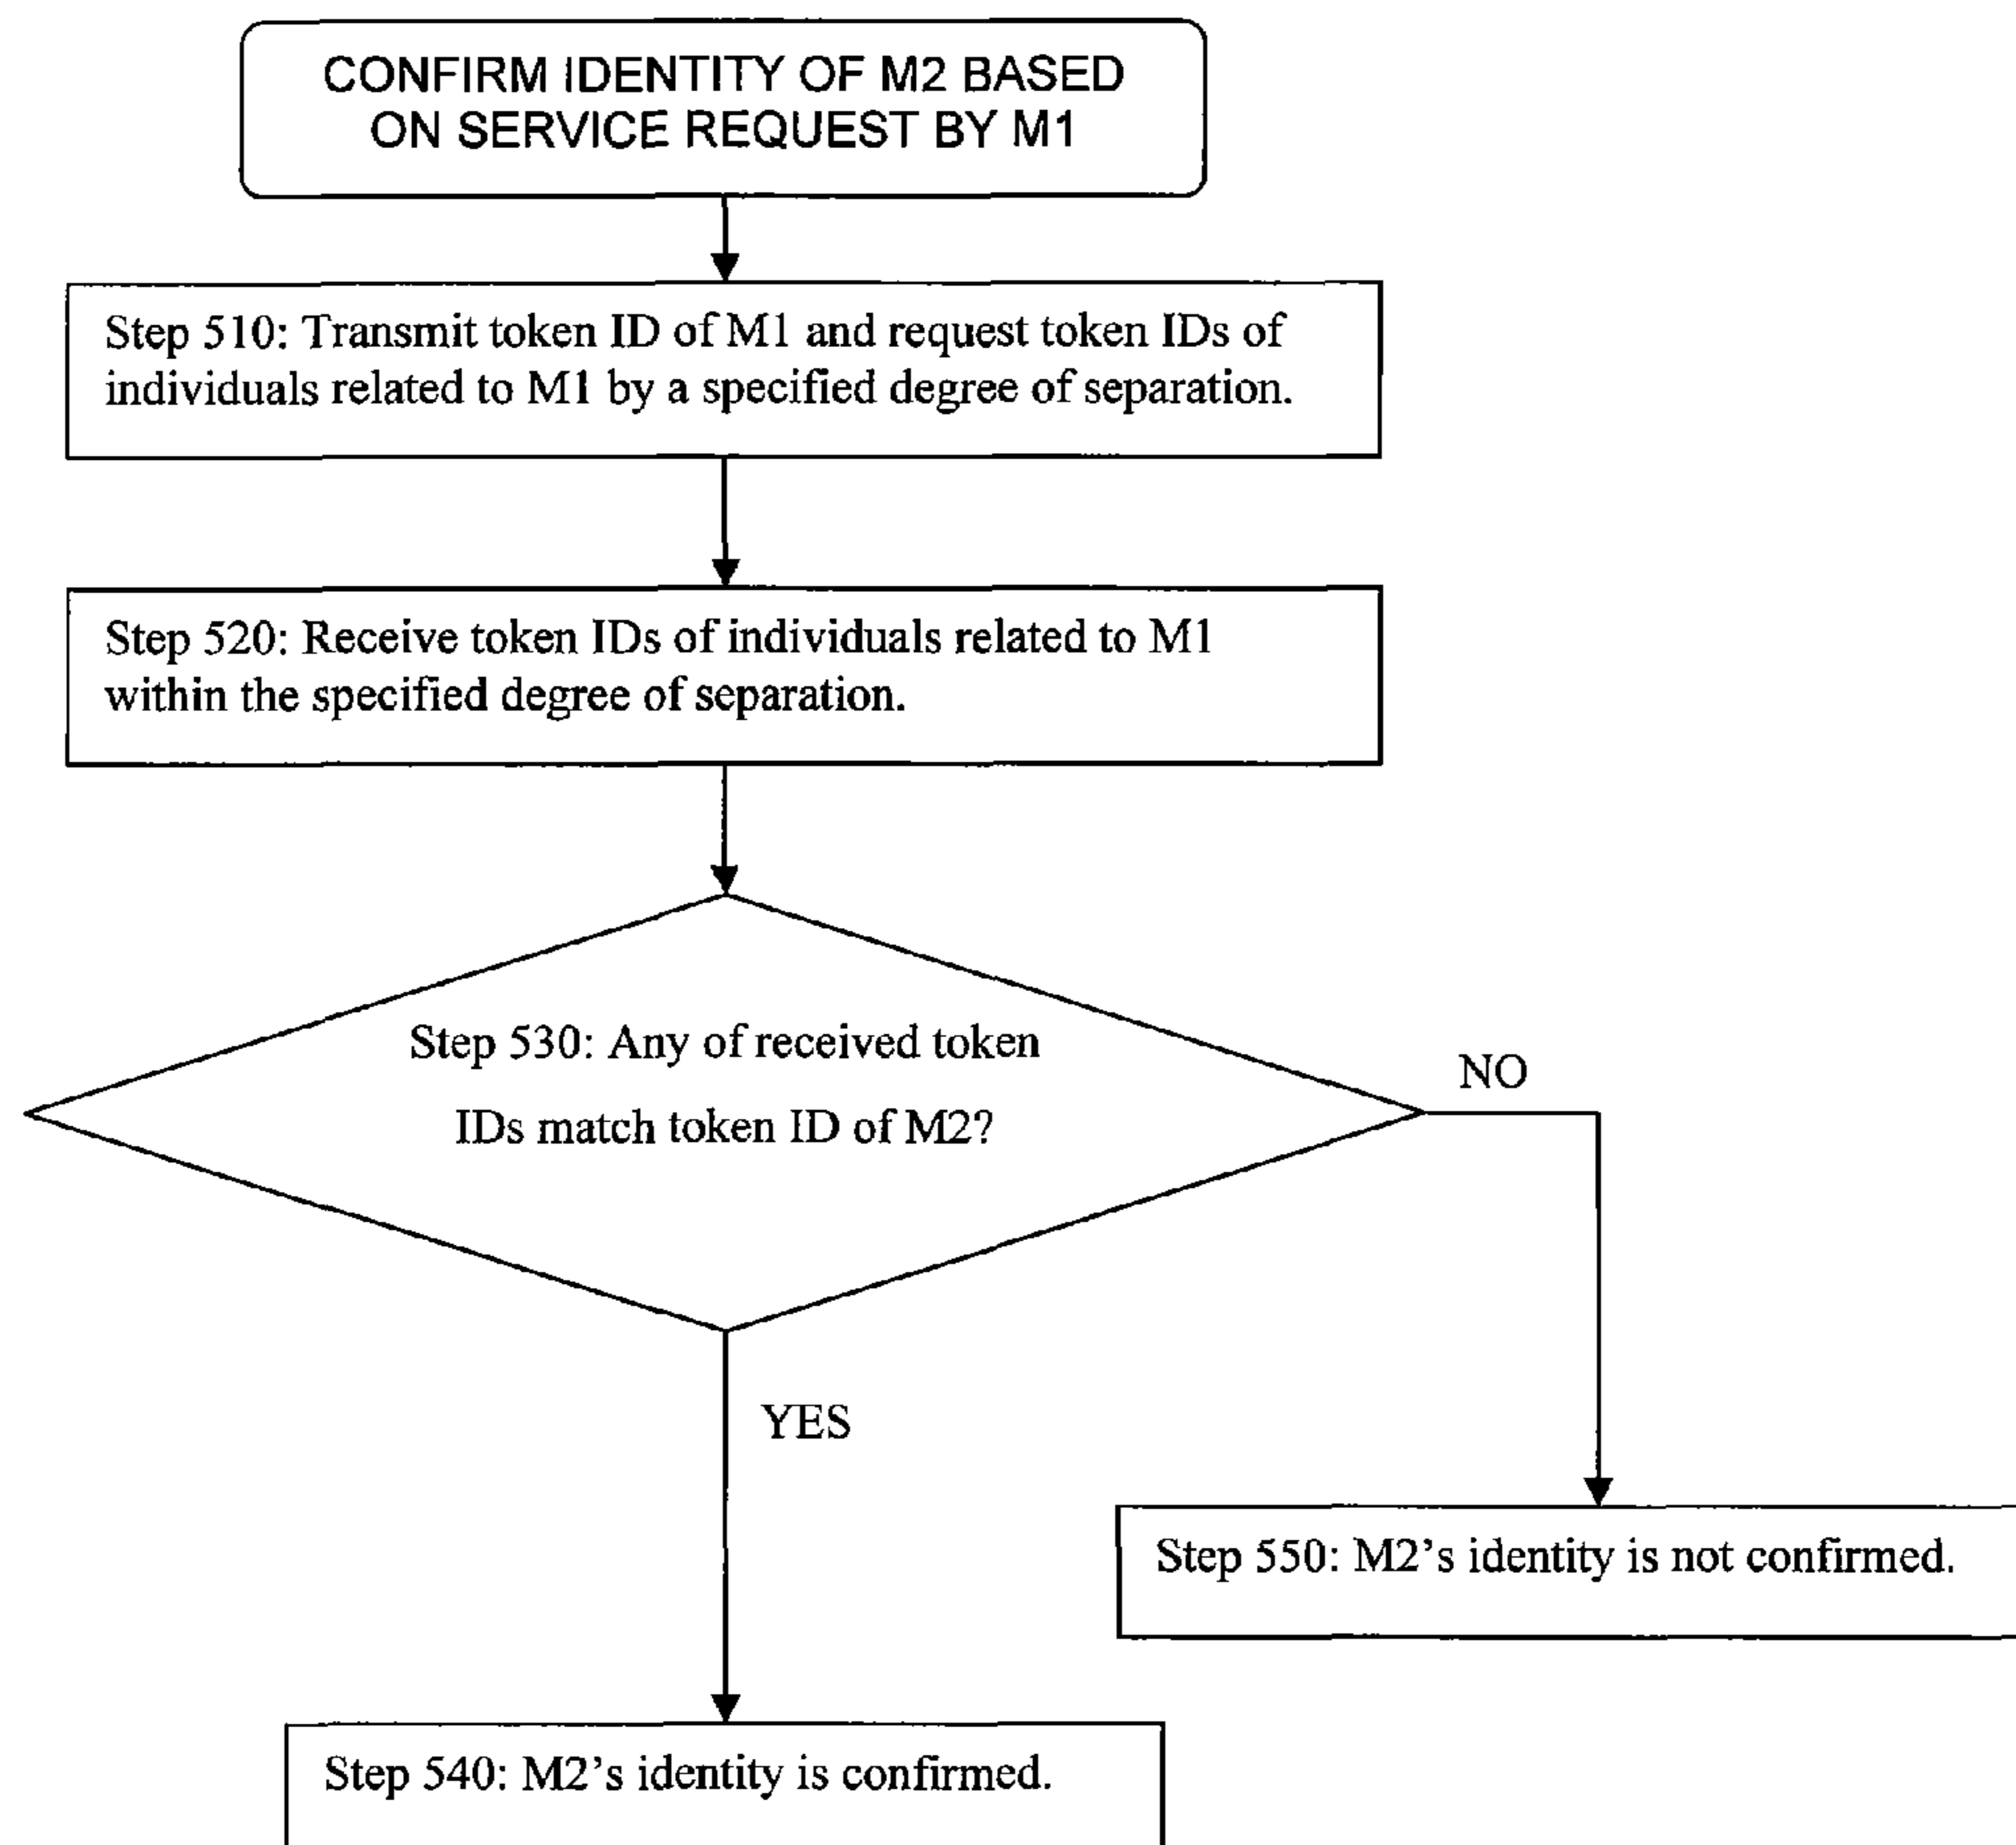 CONFIRM IDENTITY OF M2 BASED
ON SERVICE REQUEST BY M1
Step 510: Transmit token ID of M1 and request token IDs of
individuals related to M1 by a specified degree of separation.
Step 520: Receive token IDs of individuals related to M1
within the specified degree of separation.
Step 530: Any of received token
IDs match token ID of M2?
NO
YES
Step 550: M2’s identity is not confirmed.
Step 540: M2’s identity is confirmed.